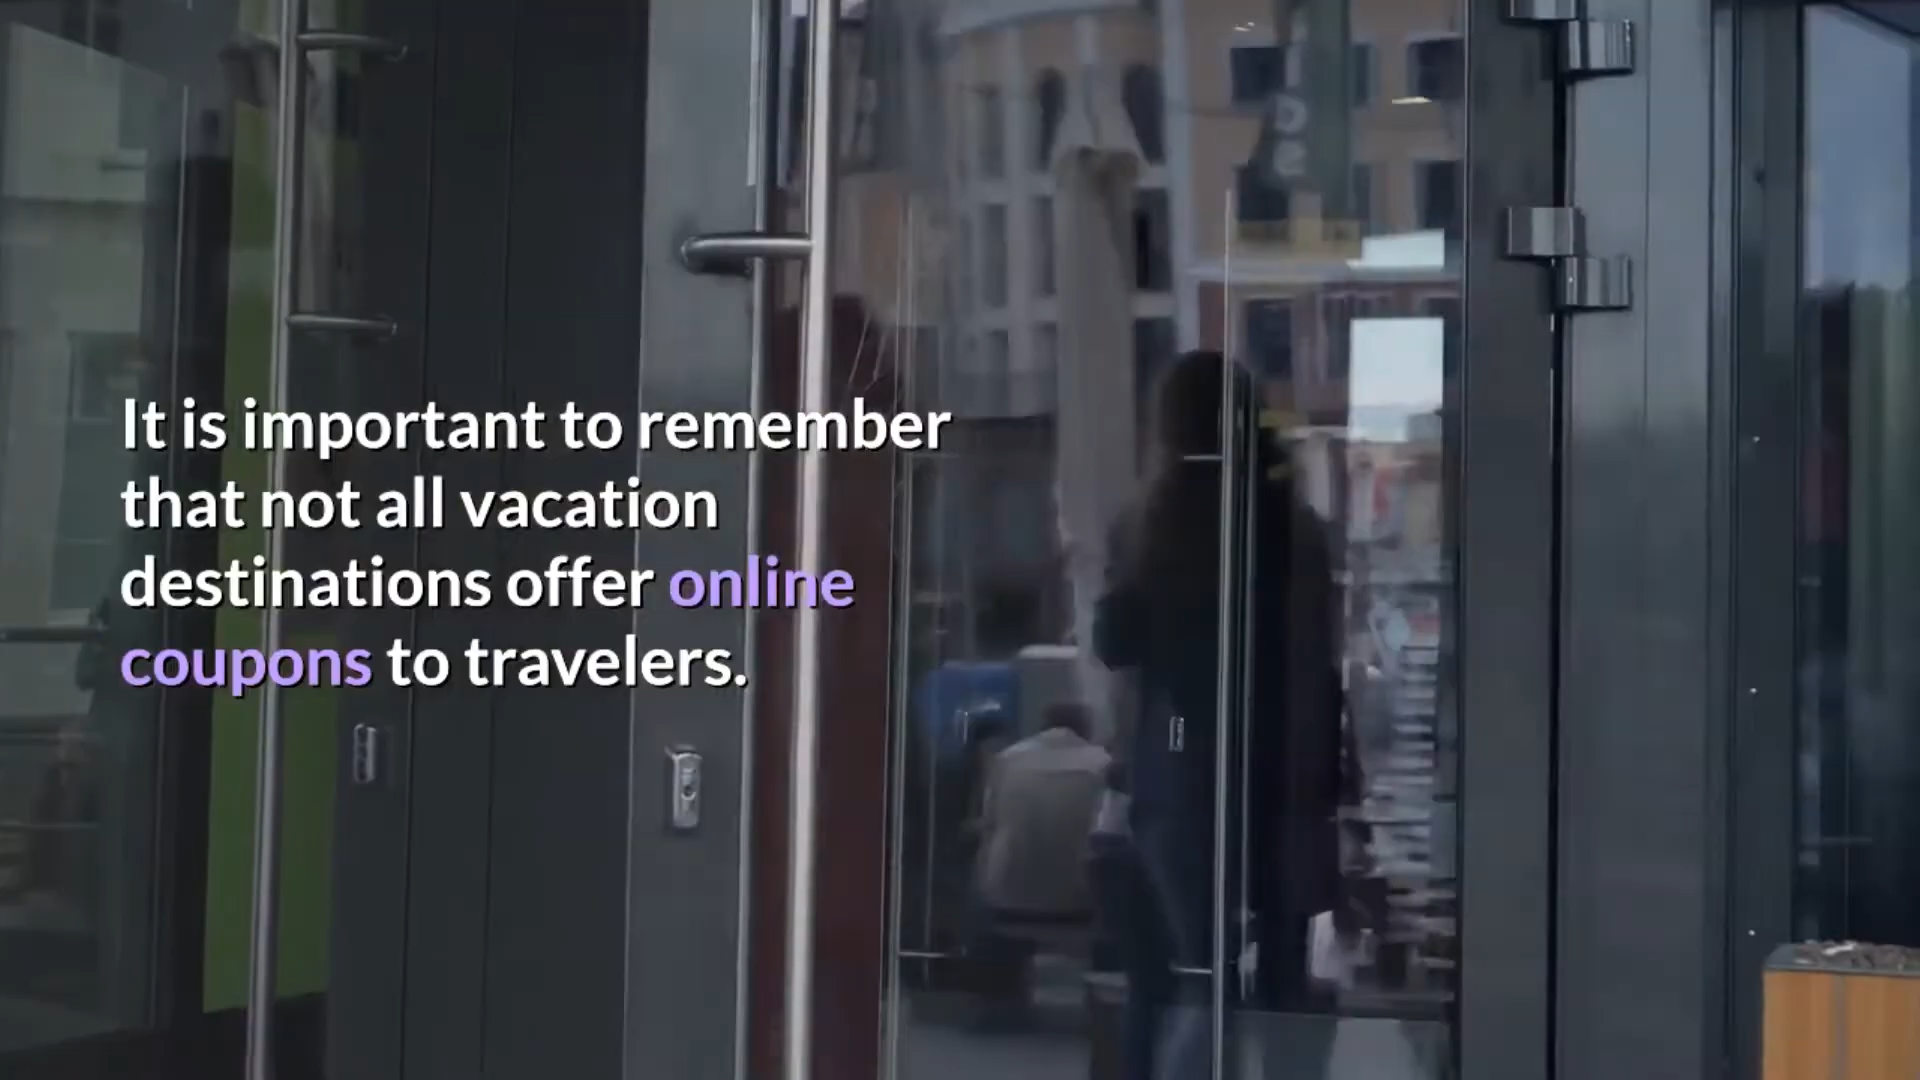 It is important to remember
that not all vacation
destinations offer online
coupons to travelers.